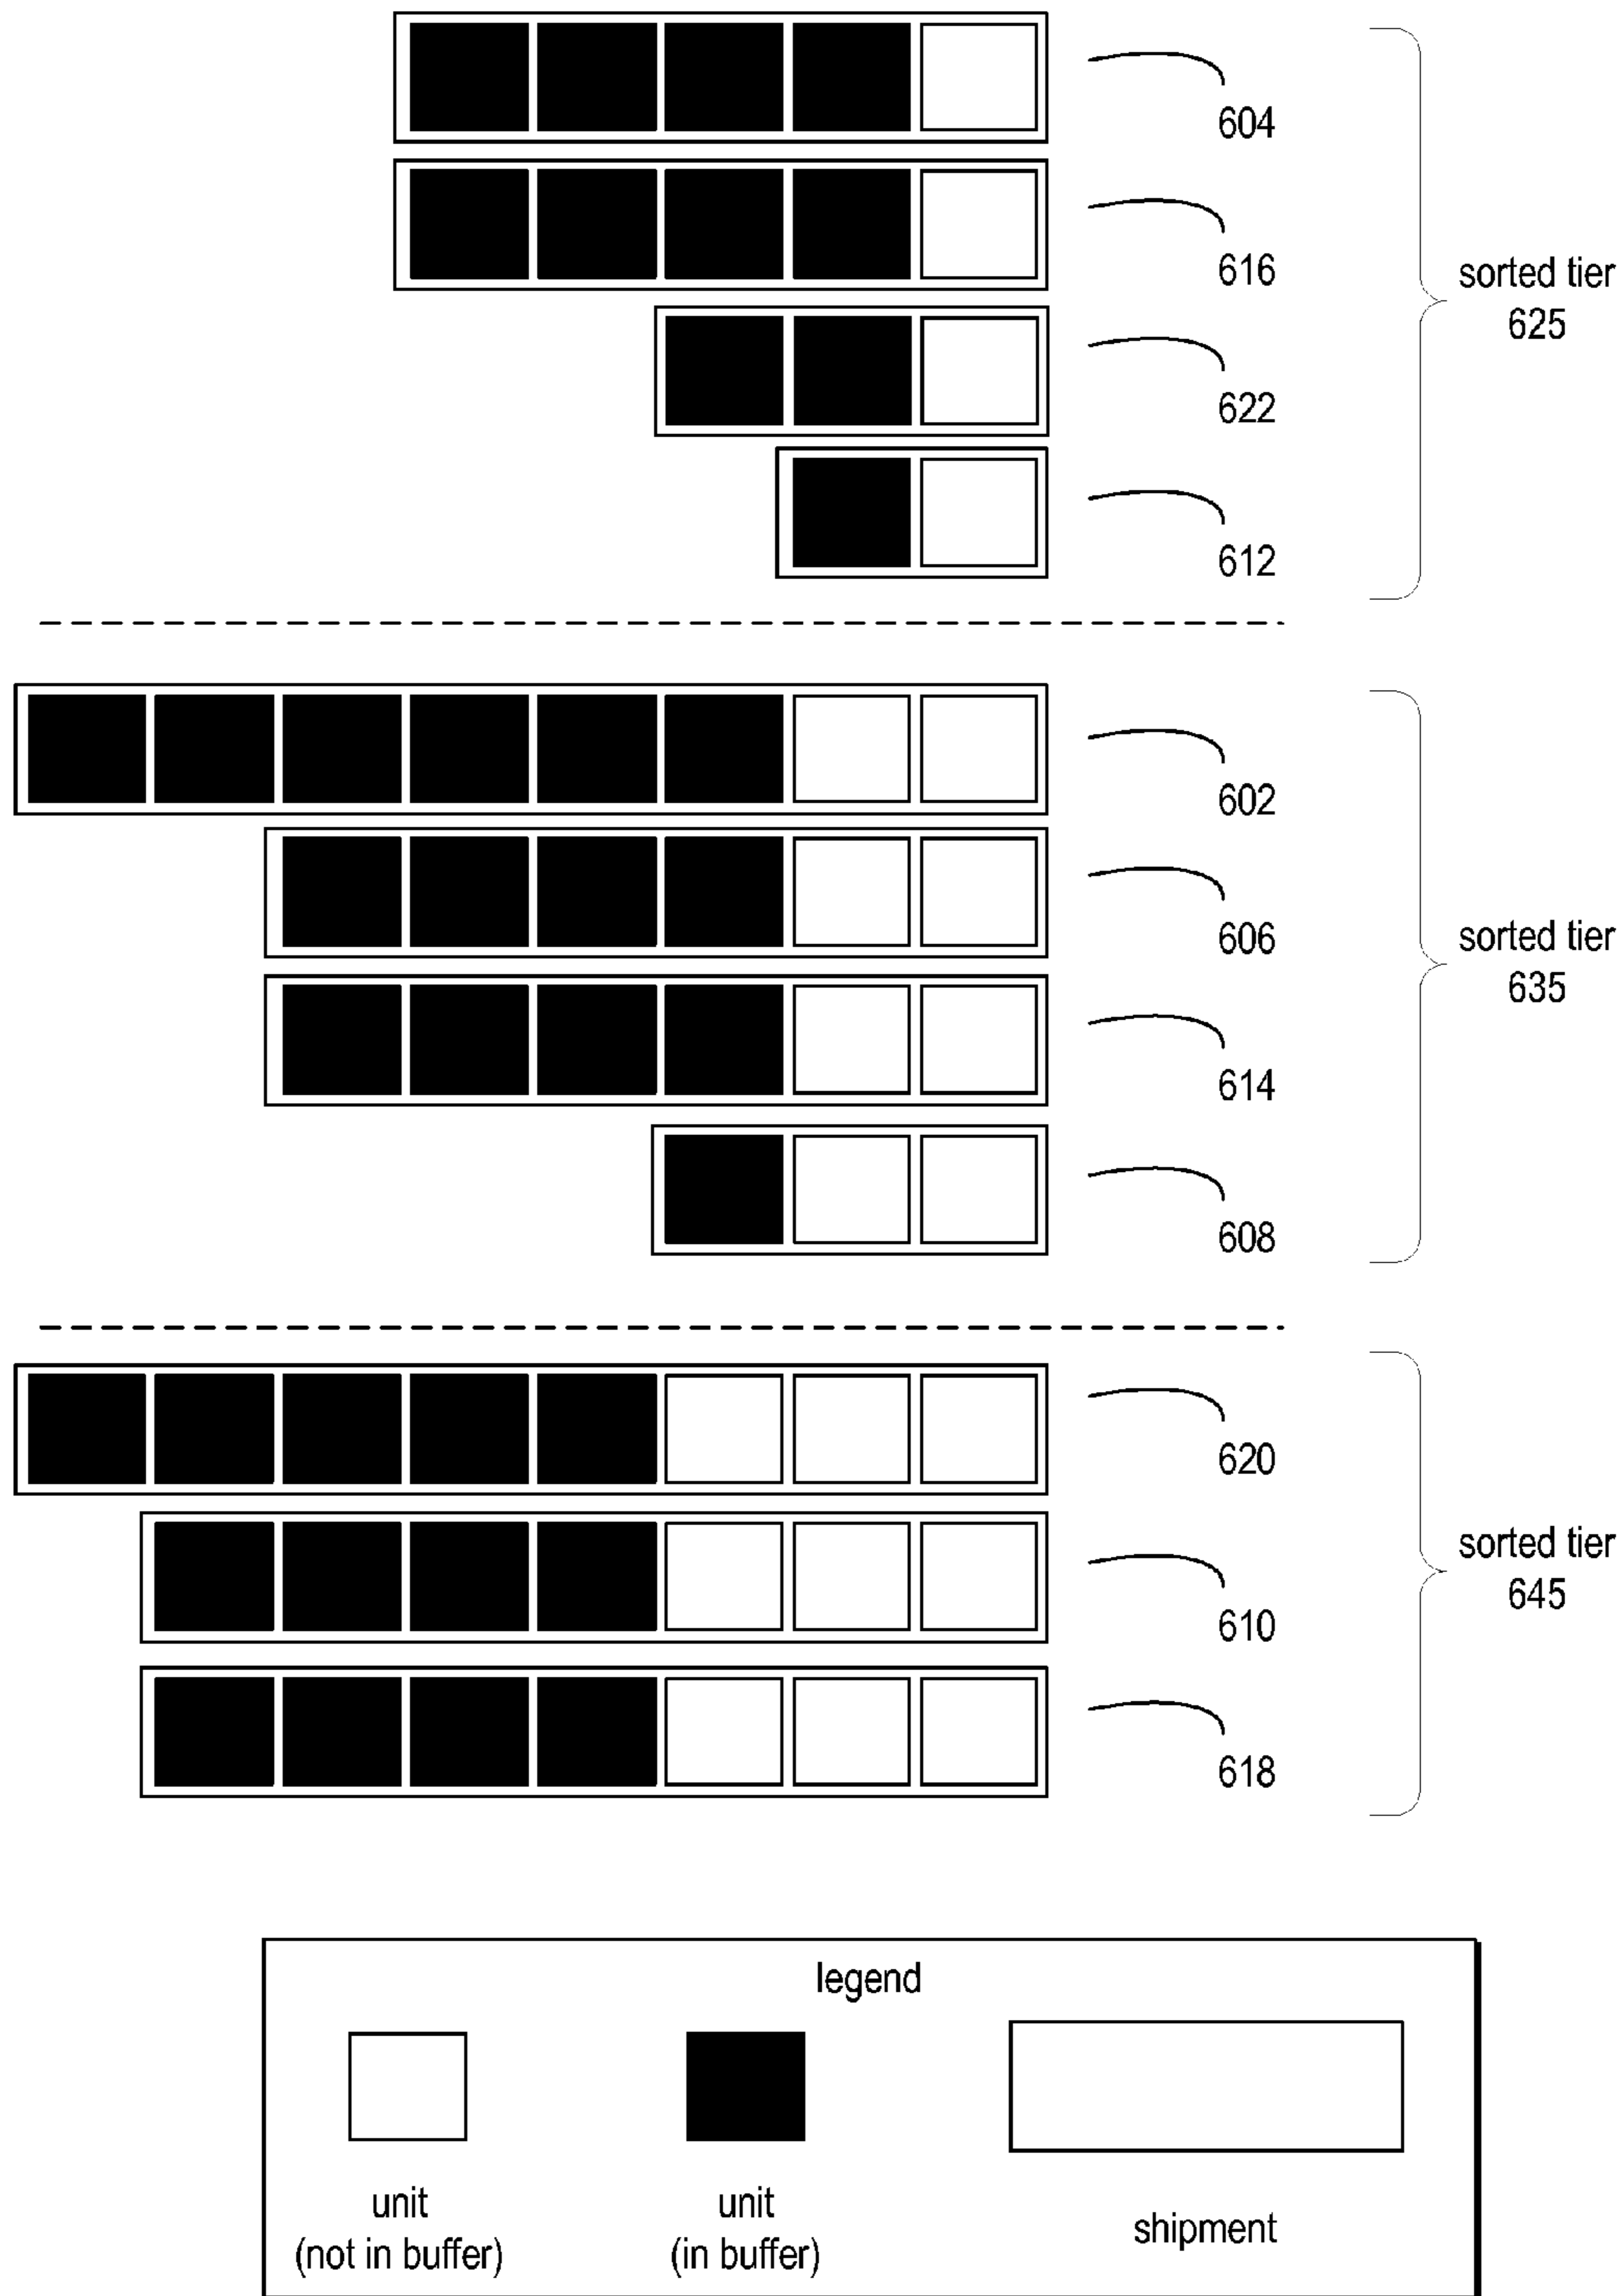 604
616
sorted tier
625
622
612
602
606
sorted tier
635
614
608
620
sorted tier
645
610
618
legend
unit
(not in buffer)
unit
(in buffer)
shipment